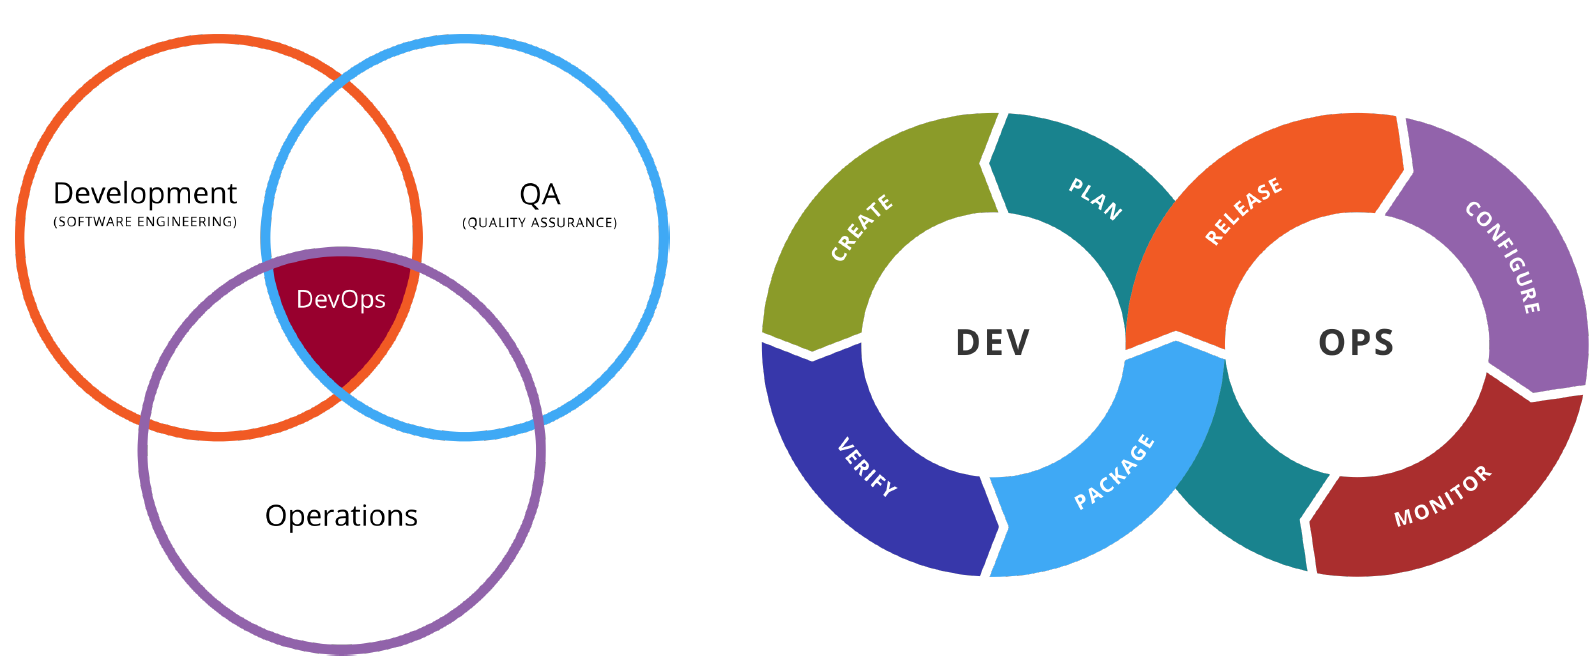 Development
(SOFTWARE ENGINEERING)
QA
(QUALITY ASSURANCE)
DevOps
Operations
CREATE
PLAN
RELEASE
CONFIGURE
DEV
OPS
VERIFY
PACKAGE
MONITOR